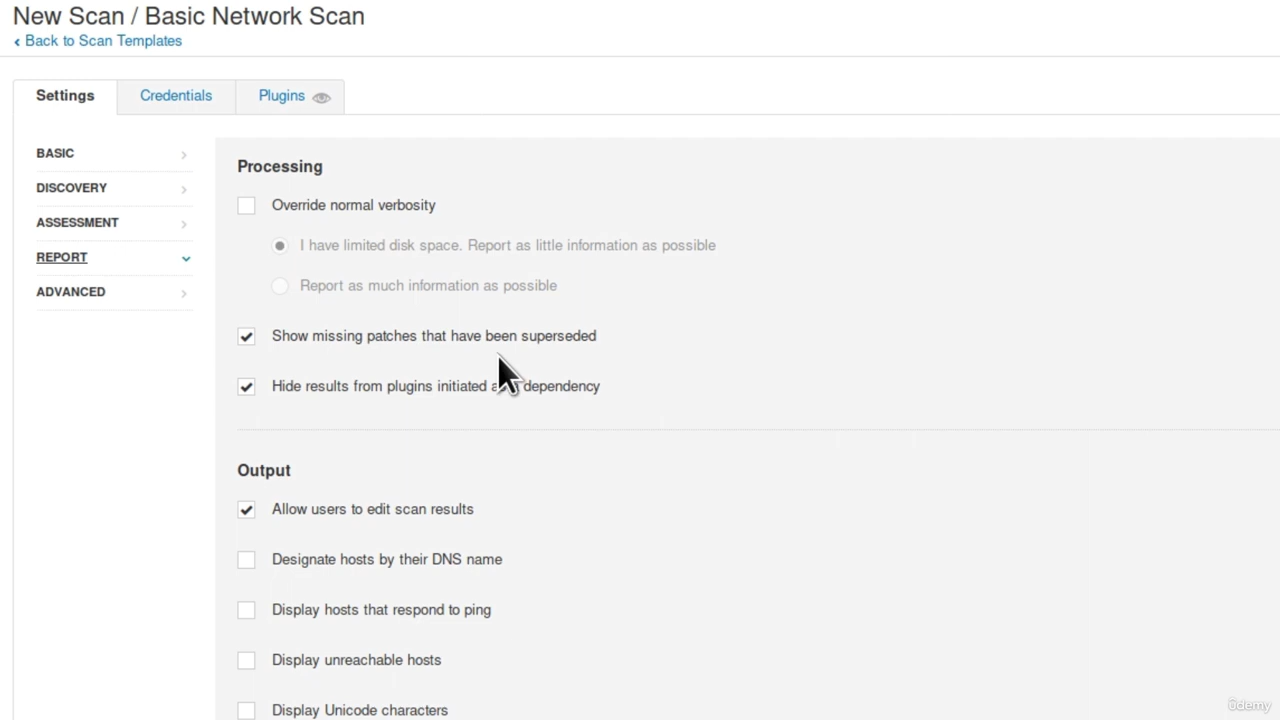 New Scan / Basic Network Scan
‹ Back to Scan Templates
Settings
Credentials
Plugins
BASIC
DISCOVERY
ASSESSMENT
REPORT
ADVANCED
Processing
Override normal verbosity
I have limited disk space. Report as little information as possible
Report as much information as possible
Show missing patches that have been superseded
Hide results from plugins initiated dependency
Output
Allow users to edit scan results
Designate hosts by their DNS name
Display hosts that respond to ping
Display unreachable hosts
Display Unicode characters
ûdemy